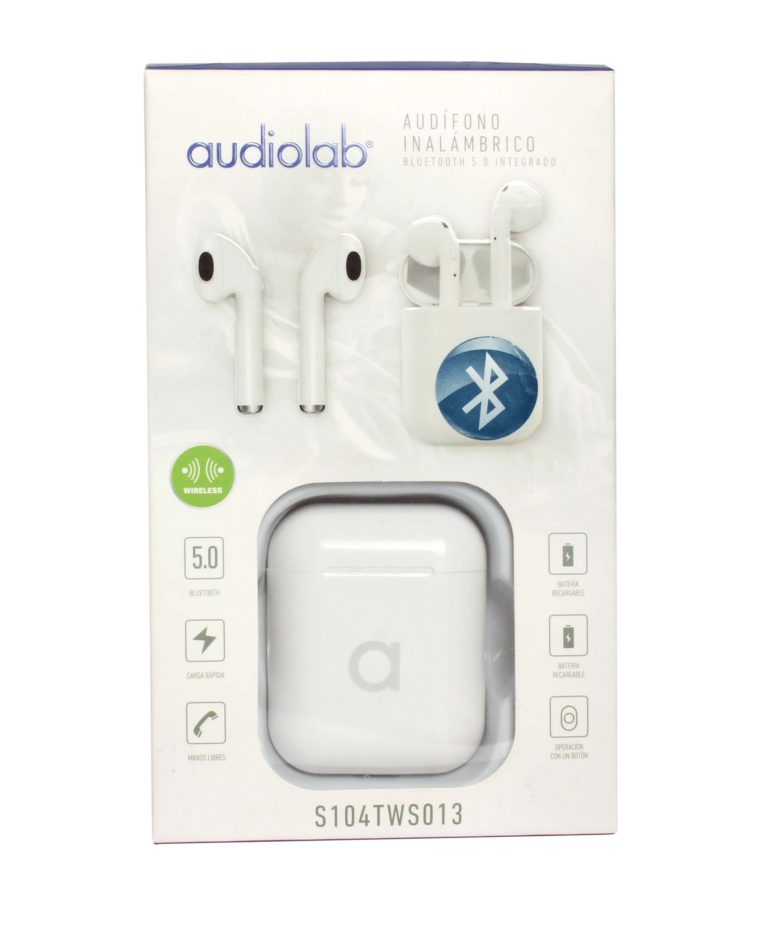 audiolab®
AUDÍFONO
INALÁMBRICO
BLUETOOTH 5.0 INTEGRADO
WIRELESS
5.0
BLUETOOTH
CARGA RÁPIDA
MANOS LIBRES
BATERÍA
RECARGABLE
BATERÍA
RECARGABLE
OPERACIÓN
CON UN BOTÓN
a
S104TWS013